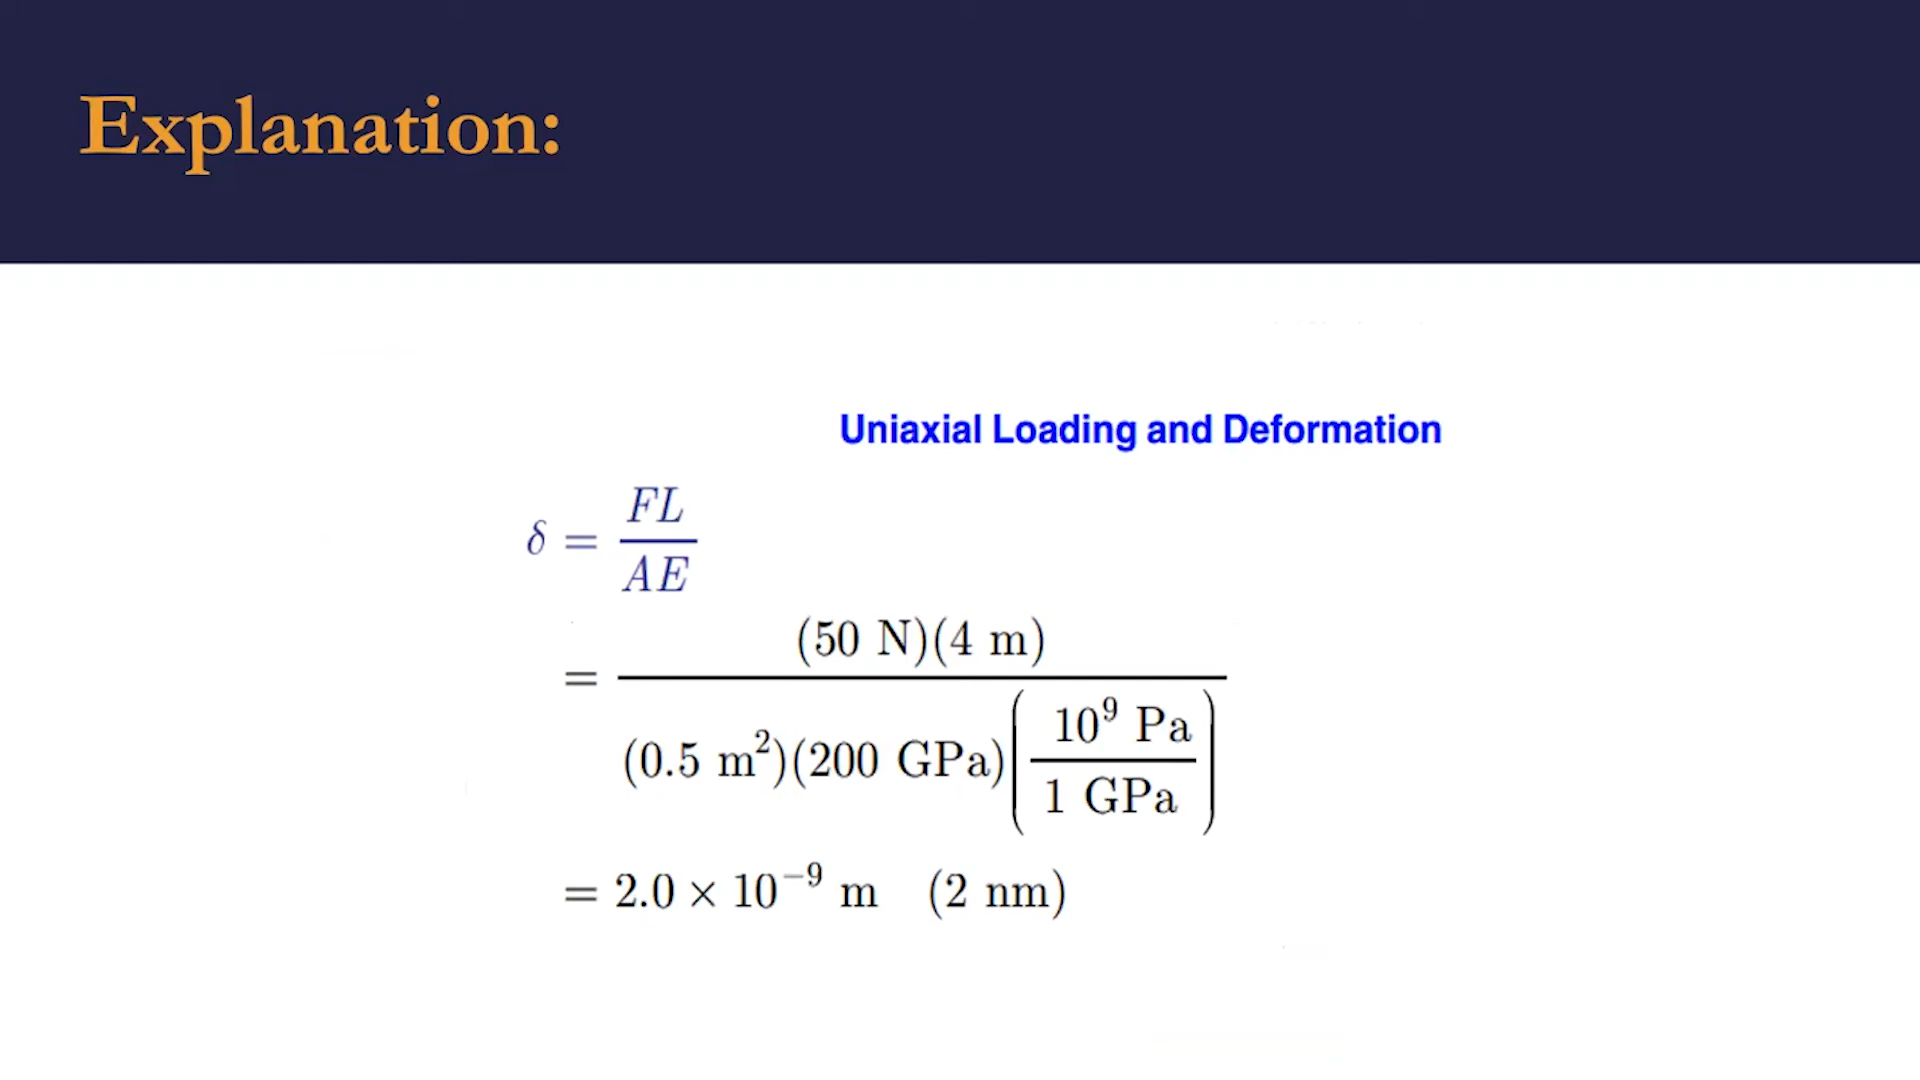 Explanation:
Uniaxial Loading and Deformation
δ = FL / AE
= (50 N)(4 m) / (0.5 m²)(200 GPa)(10⁹ Pa / 1 GPa)
= 2.0 × 10⁻⁹ m (2 nm)